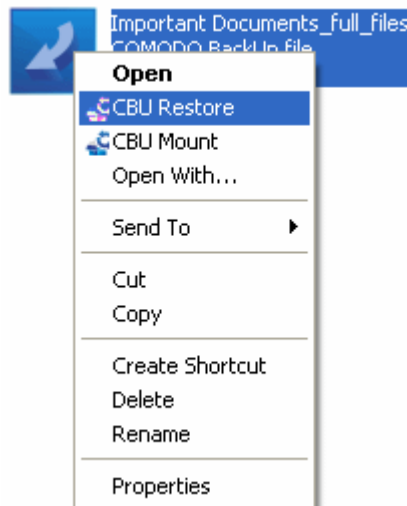 Important Documents_full_files
COMODO BackUp file
Open
CBU Restore
CBU Mount
Open With...
Send To
Cut
Copy
Create Shortcut
Delete
Rename
Properties